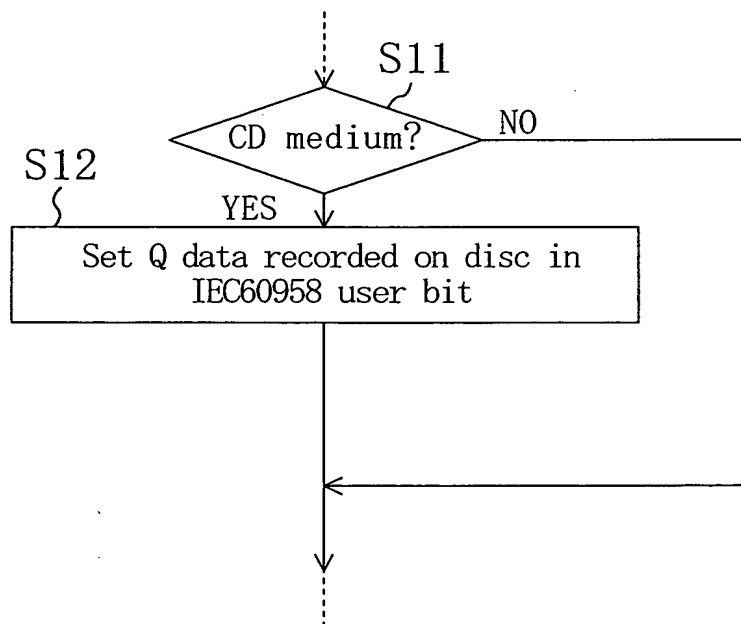 S11
CD medium?
NO
S12
YES
Set Q data recorded on disc in
IEC60958 user bit